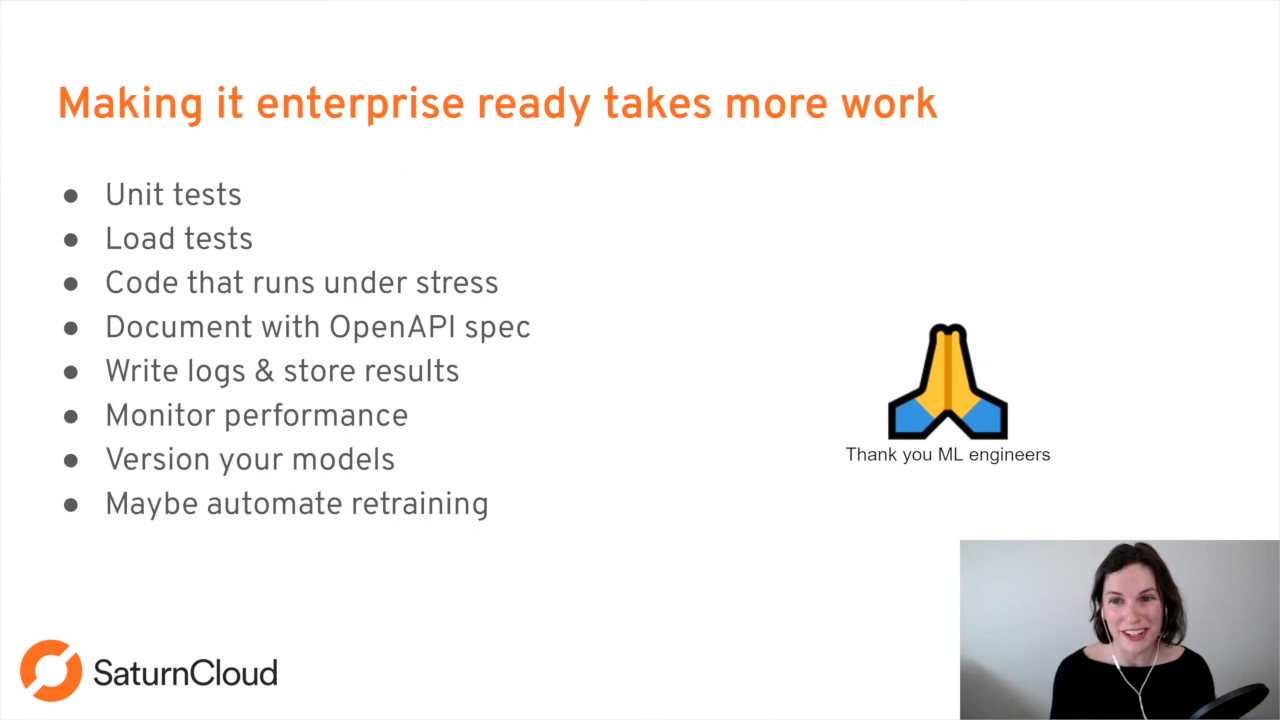 Making it enterprise ready takes more work
● Unit tests
● Load tests
● Code that runs under stress
● Document with OpenAPI spec
● Write logs & store results
● Monitor performance
● Version your models
● Maybe automate retraining
Thank you ML engineers
SaturnCloud